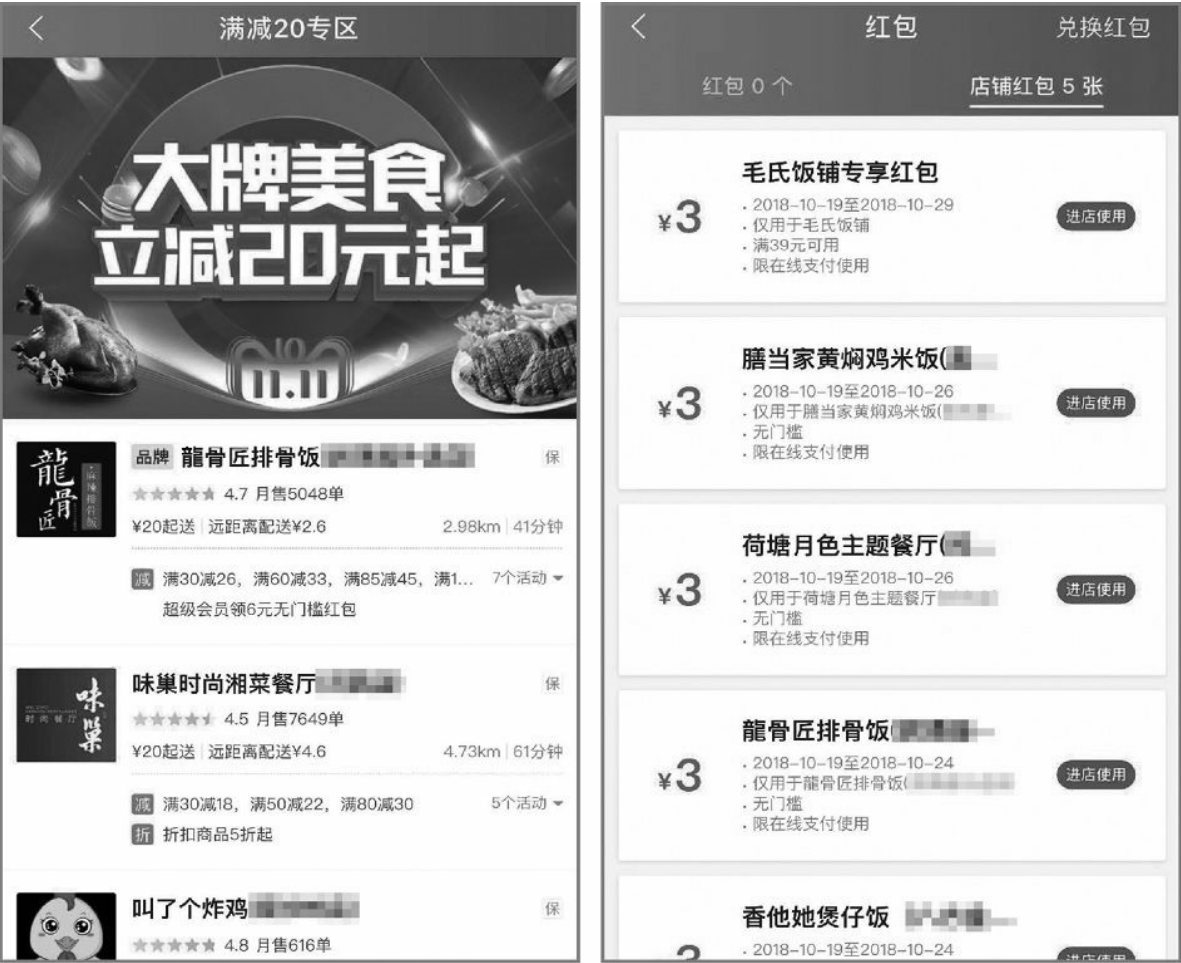 满减20专区
大牌美食
立减20元起
11.11
龍骨匠
麻辣排骨饭
品牌 龍骨匠排骨饭
保
4.7 月售5048单
¥20起送 远距离配送¥2.6
2.98km 41分钟
减 满30减26，满60减33，满85减45，满1...
7个活动
超级会员领6元无门槛红包
味巢
时尚餐厅
味巢时尚湘菜餐厅
保
4.5 月售7649单
¥20起送 远距离配送¥4.6
4.73km 61分钟
减 满30减18，满50减22，满80减30
5个活动
折 折扣商品5折起
叫了个炸鸡
保
4.8 月售616单
红包
兑换红包
红包 0 个
店铺红包 5 张
¥3
毛氏饭铺专享红包
. 2018-10-19至2018-10-29
. 仅用于毛氏饭铺
. 满39元可用
. 限在线支付使用
进店使用
¥3
膳当家黄焖鸡米饭(
. 2018-10-19至2018-10-26
. 仅用于膳当家黄焖鸡米饭(
. 无门槛
. 限在线支付使用
进店使用
¥3
荷塘月色主题餐厅(
. 2018-10-19至2018-10-26
. 仅用于荷塘月色主题餐厅
. 无门槛
. 限在线支付使用
进店使用
¥3
龍骨匠排骨饭(
. 2018-10-19至2018-10-24
. 仅用于龍骨匠排骨饭(
. 无门槛
. 限在线支付使用
进店使用
香他她煲仔饭
. 2018-10-19至2018-10-24
进店使用